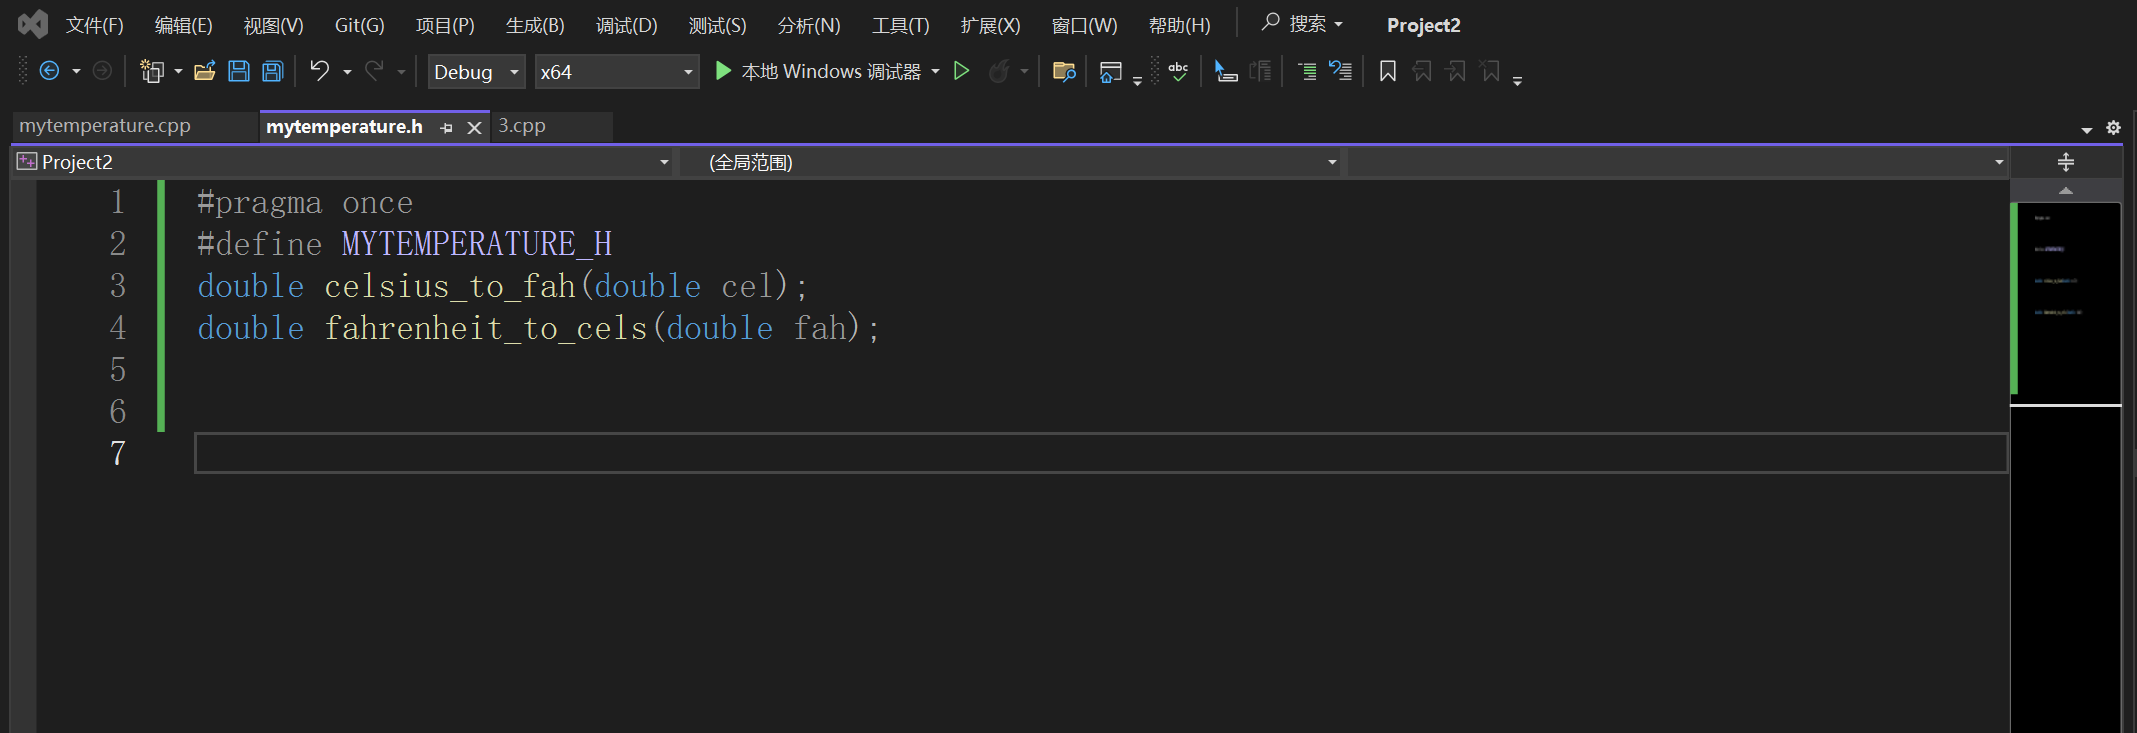 文件(F) 编辑(E) 视图(V) Git(G) 项目(P) 生成(B) 调试(D) 测试(S) 分析(N) 工具(T) 扩展(X) 窗口(W) 帮助(H) 搜索 Project2
Debug x64 本地 Windows 调试器 abc
mytemperature.cpp mytemperature.h 3.cpp
Project2 (全局范围)
1 #pragma once
2 #define MYTEMPERATURE_H
3 double celsius_to_fah(double cel);
4 double fahrenheit_to_cels(double fah);
5
6
7